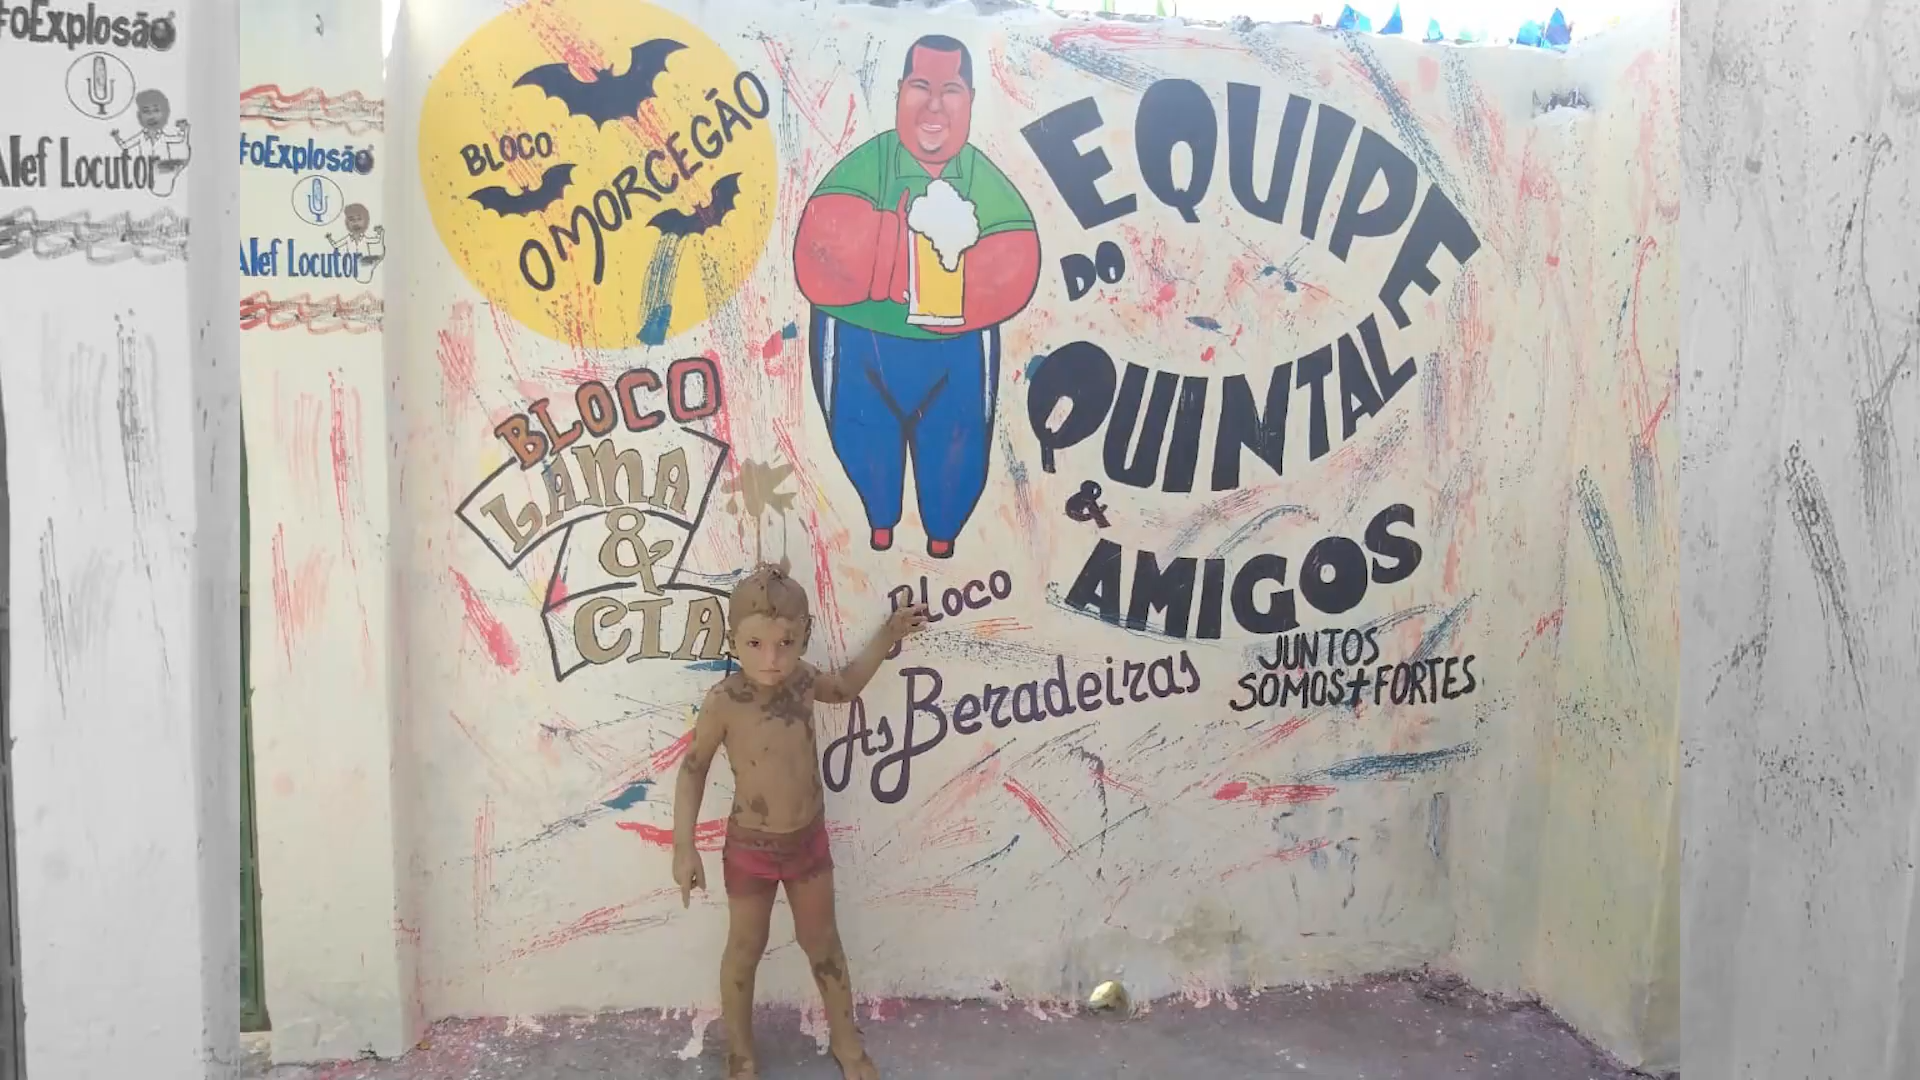 #oExplosão
Alef Locutor
#oExplosão
Alef Locutor
BLOCO
O MORCEGÃO
BLOCO
LAMA
&
CIA
EQUIPE
DO
QUINTAL
&
AMIGOS
JUNTOS
SOMOS + FORTES
Bloco
As Beradeiras